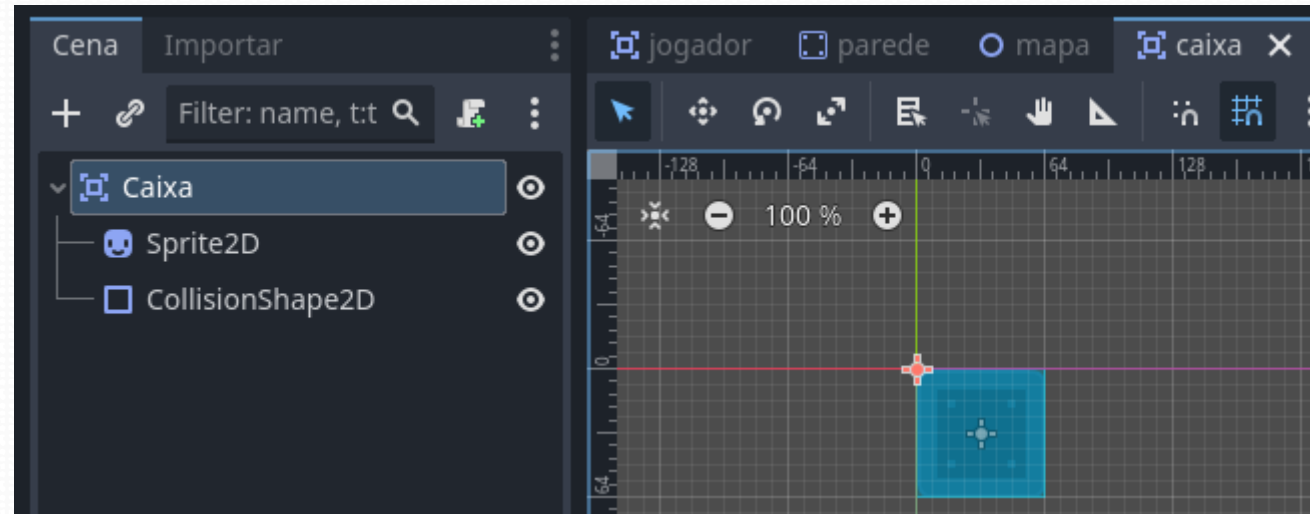 Cena Importar
jogador parede mapa caixa
Filter: name, t:t
-128 -64 0 64 128
Caixa
-64
100 %
Sprite2D
CollisionShape2D
0
64